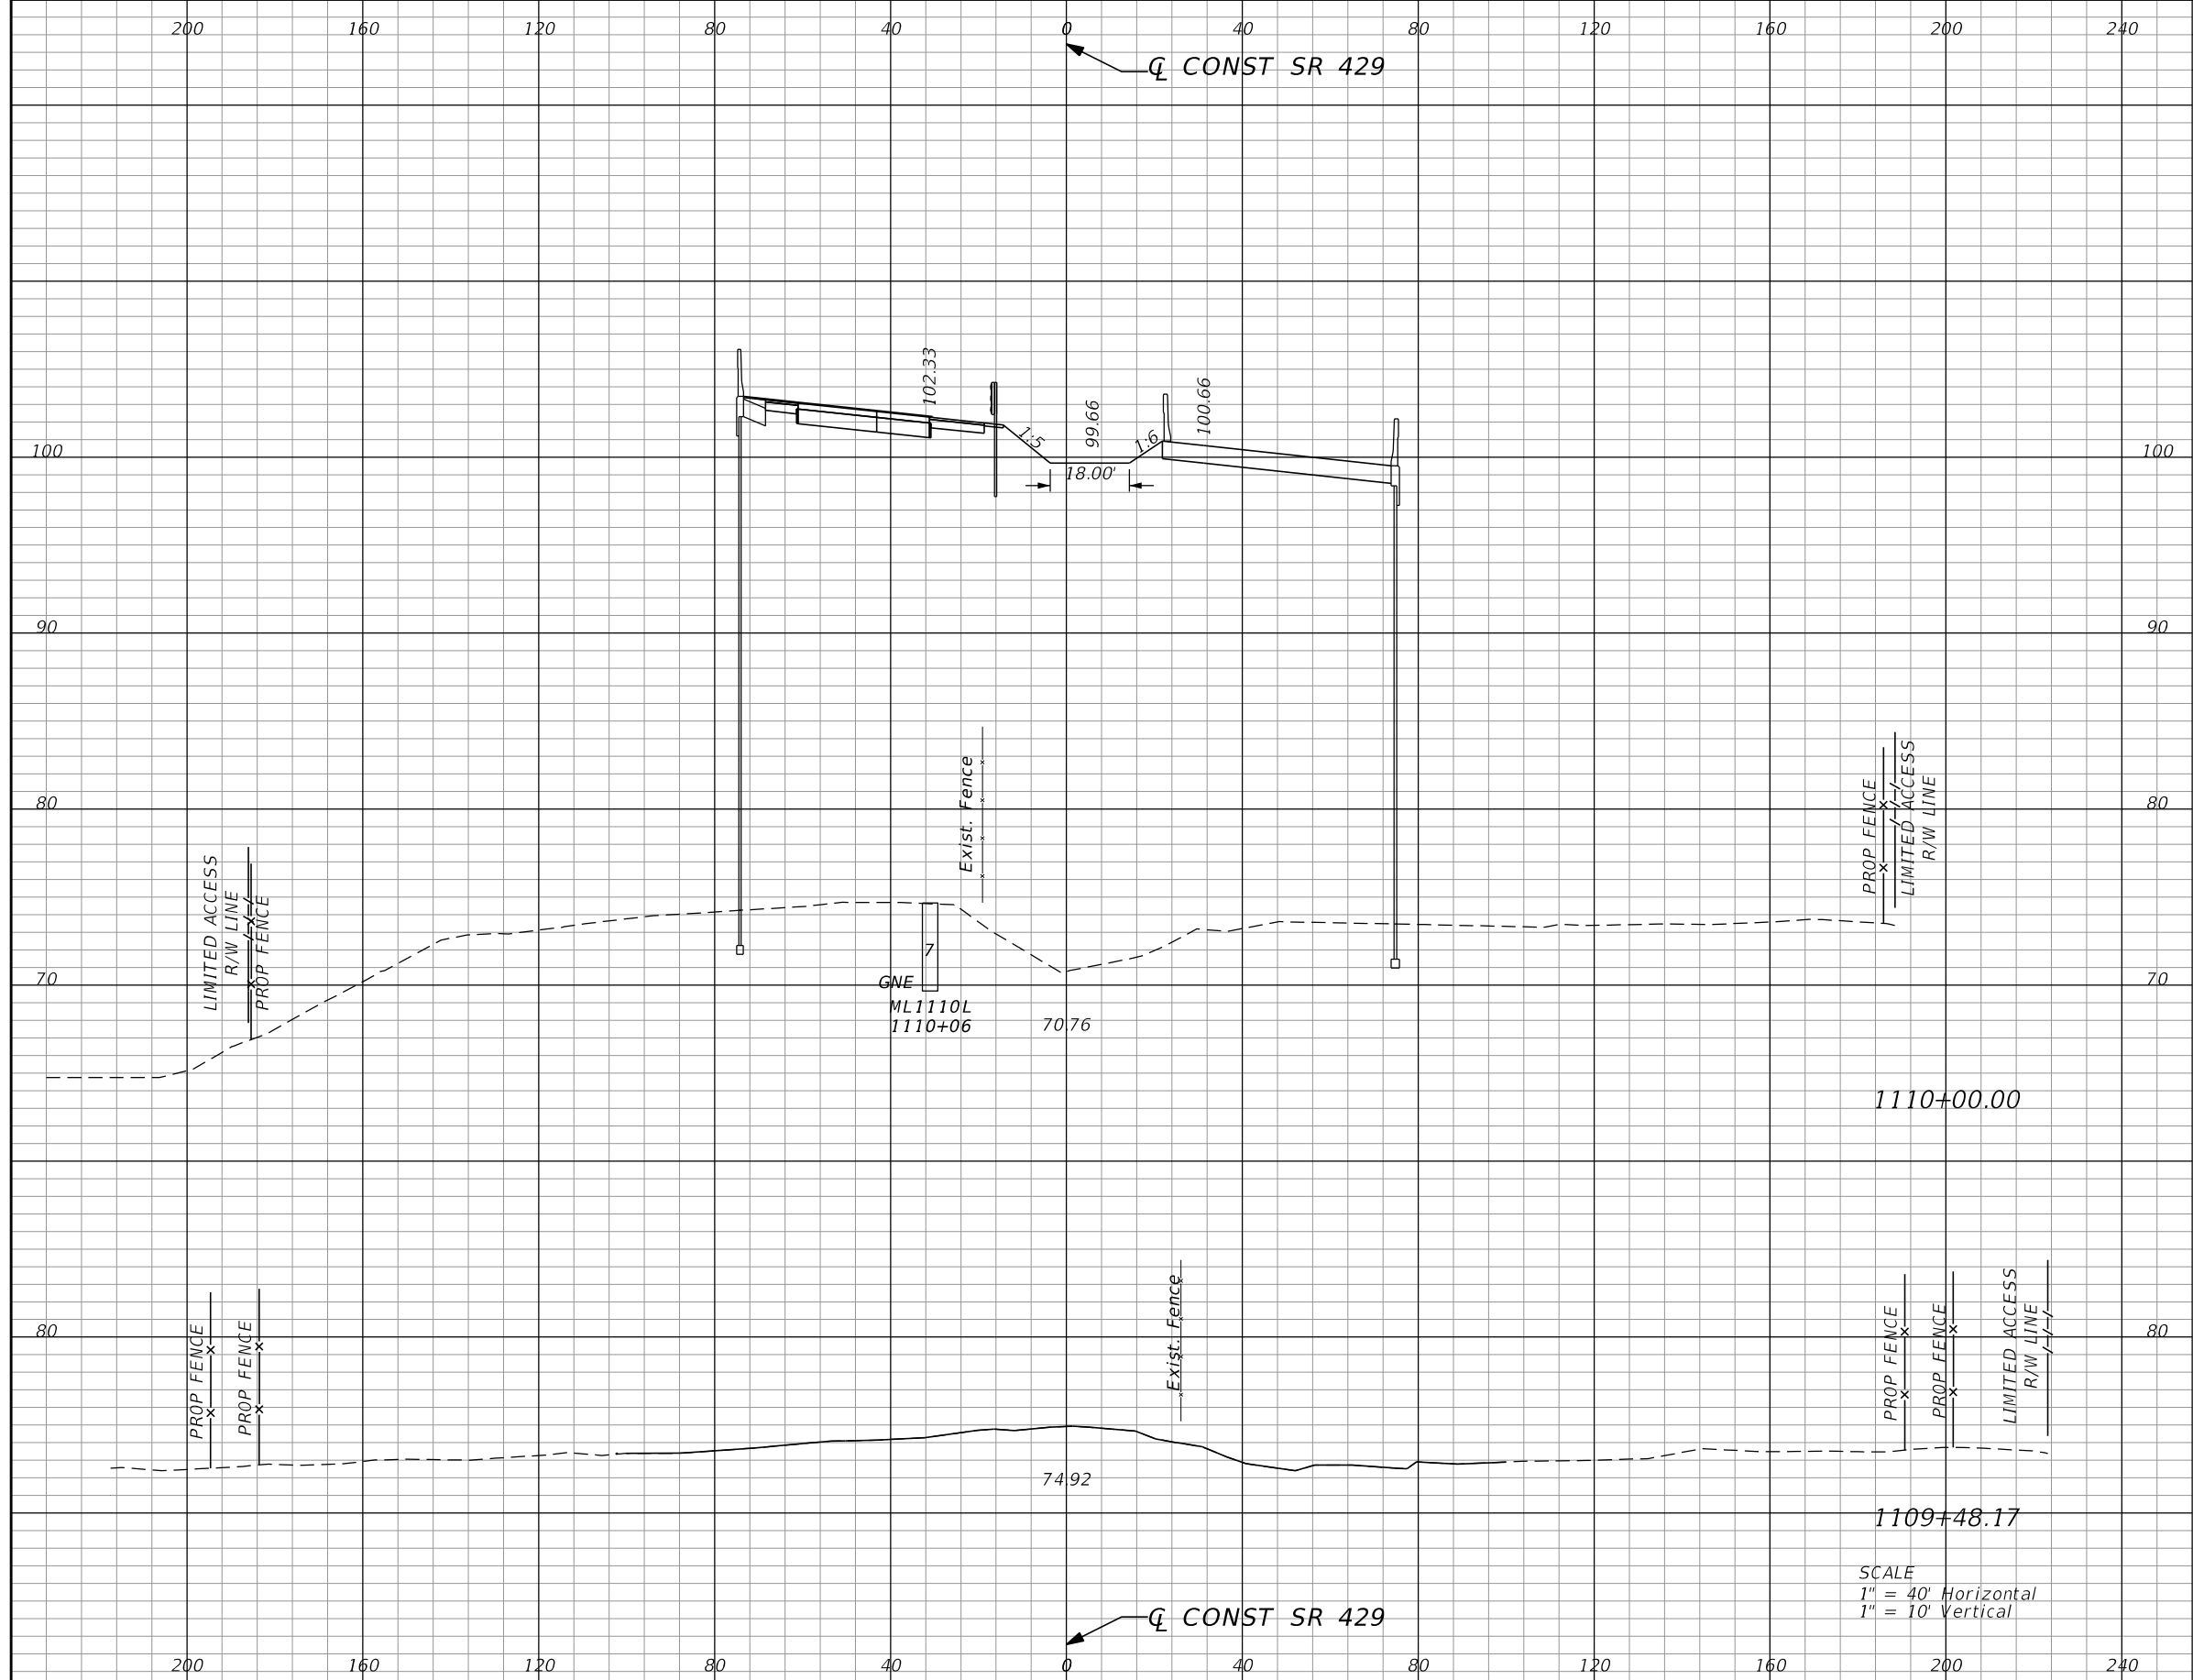 200 160 120 80 40 0 40 80 120 160 200 240
℄ CONST SR 429
102.33
99.66
100.66
1:5
1:6
18.00'
100 100
90 90
Exist. Fence
PROP FENCE
LIMITED ACCESS
R/W LINE
80 80
LIMITED ACCESS
R/W LINE
PROP FENCE
7
GNE
70 70
ML1110L
1110+06
70.76
1110+00.00
Exist. Fence
PROP FENCE
PROP FENCE
LIMITED ACCESS
R/W LINE
80 80
PROP FENCE
PROP FENCE
74.92
1109+48.17
SCALE
1" = 40' Horizontal
1" = 10' Vertical
℄ CONST SR 429
200 160 120 80 40 0 40 80 120 160 200 240